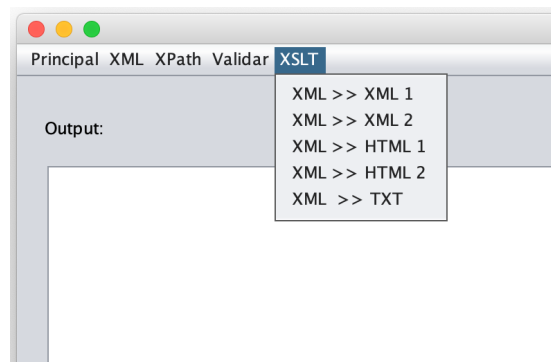 Principal XML XPath Validar XSLT
XML >> XML 1
XML >> XML 2
XML >> HTML 1
XML >> HTML 2
XML >> TXT
Output: